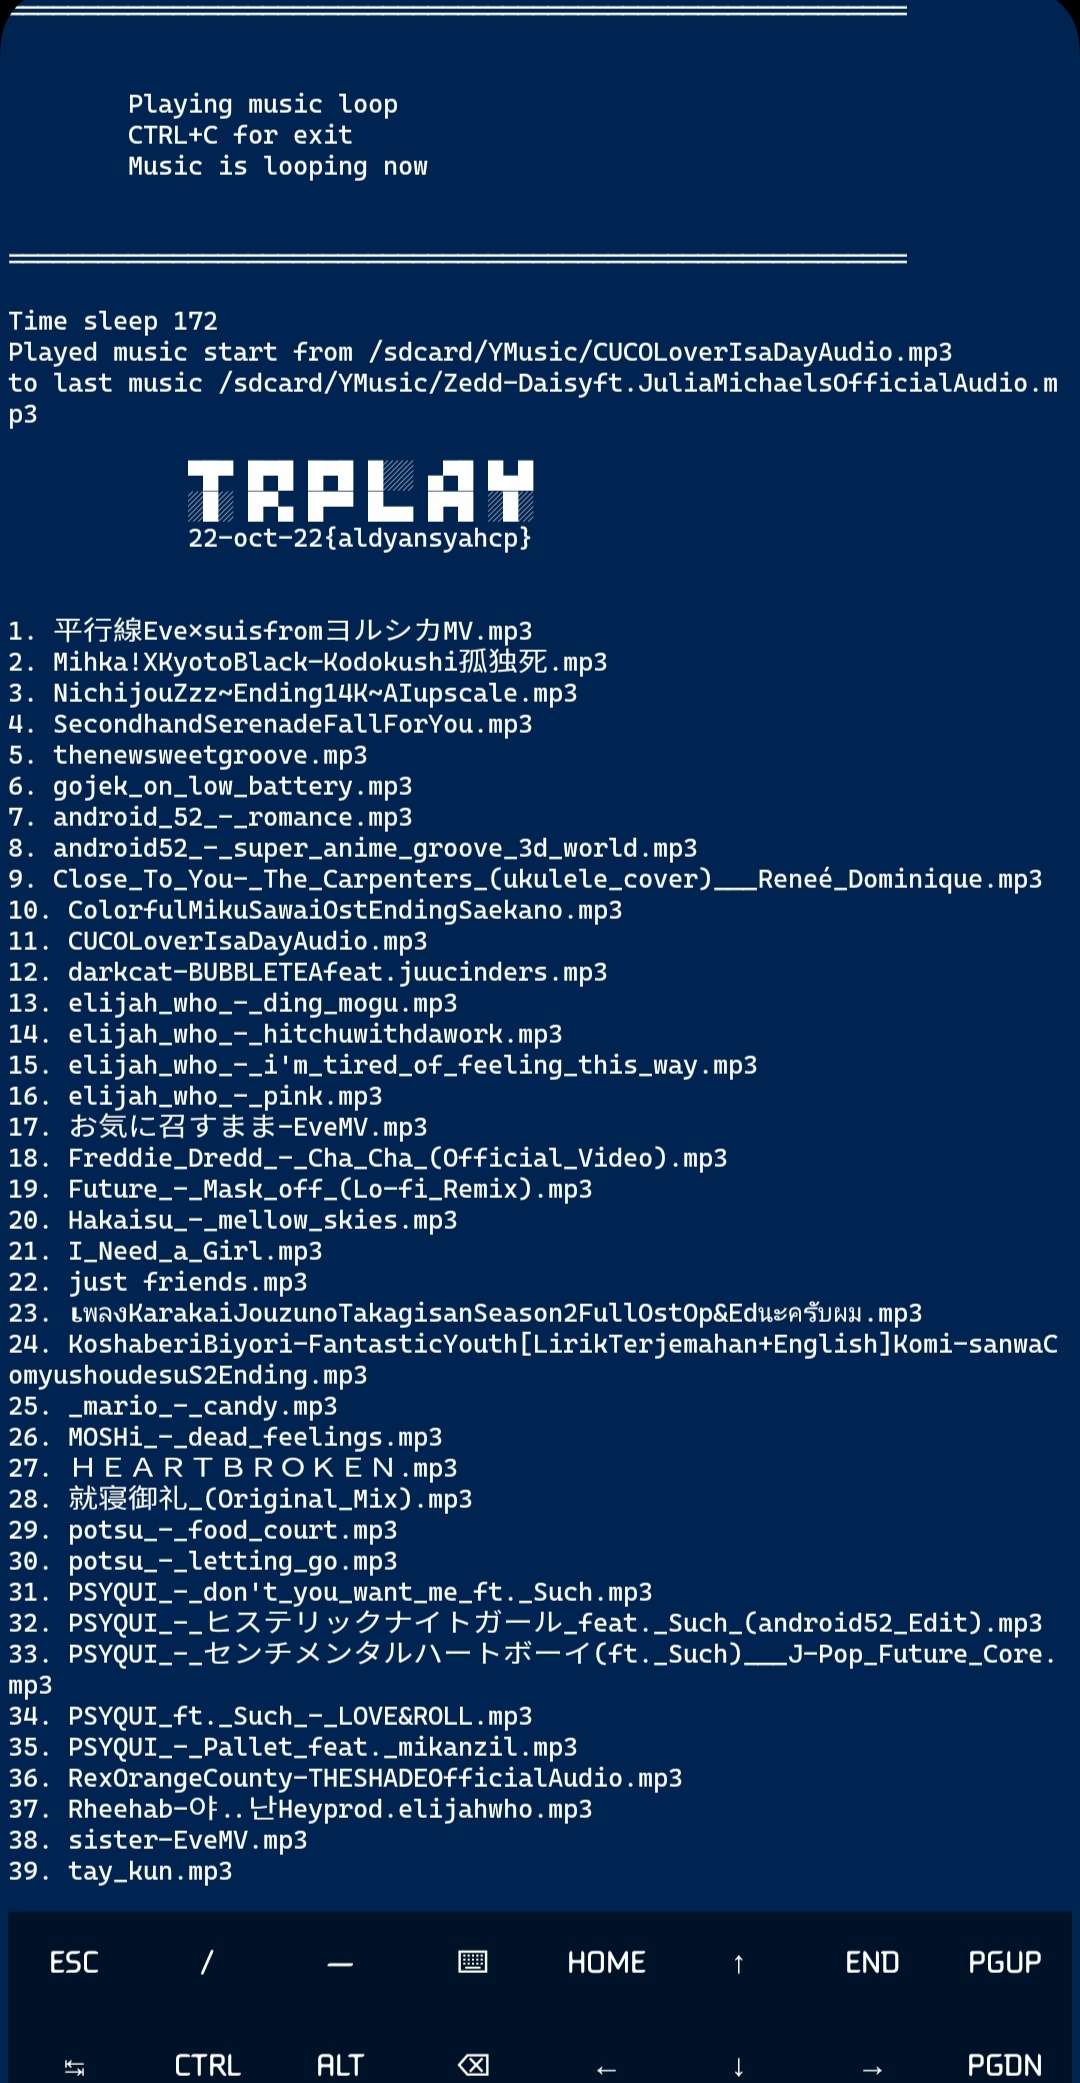 Playing music loop
CTRL+C for exit
Music is looping now
Time sleep 172
Played music start from /sdcard/YMusic/CUCOLoverIsaDayAudio.mp3
to last music /sdcard/YMusic/Zedd-Daisyft.JuliaMichaelsOfficialAudio.m
p3
TRPLAY
22-oct-22{aldyansyahcp}
1. 平行線Eve×suisfromヨルシカMV.mp3
2. Mihka!XKyotoBlack-Kodokushi孤独死.mp3
3. NichijouZzz~Ending14K~AIupscale.mp3
4. SecondhandSerenadeFallForYou.mp3
5. thenewsweetgroove.mp3
6. gojek_on_low_battery.mp3
7. android_52_-_romance.mp3
8. android52_-_super_anime_groove_3d_world.mp3
9. Close_To_You-_The_Carpenters_(ukulele_cover)___Reneé_Dominique.mp3
10. ColorfulMikuSawaiOstEndingSaekano.mp3
11. CUCOLoverIsaDayAudio.mp3
12. darkcat-BUBBLETEAfeat.juucinders.mp3
13. elijah_who_-_ding_mogu.mp3
14. elijah_who_-_hitchuwithdawork.mp3
15. elijah_who_-_i'm_tired_of_feeling_this_way.mp3
16. elijah_who_-_pink.mp3
17. お気に召すまま-EveMV.mp3
18. Freddie_Dredd_-_Cha_Cha_(Official_Video).mp3
19. Future_-_Mask_off_(Lo-fi_Remix).mp3
20. Hakaisu_-_mellow_skies.mp3
21. I_Need_a_Girl.mp3
22. just friends.mp3
23. เพลงKarakaiJouzunoTakagisanSeason2FullOstOp&Edนะครับผม.mp3
24. KoshaberiBiyori-FantasticYouth[LirikTerjemahan+English]Komi-sanwaC
omyushoudesuS2Ending.mp3
25. _mario_-_candy.mp3
26. MOSHi_-_dead_feelings.mp3
27. ＨＥＡＲＴＢＲＯＫＥＮ.mp3
28. 就寝御礼_(Original_Mix).mp3
29. potsu_-_food_court.mp3
30. potsu_-_letting_go.mp3
31. PSYQUI_-_don't_you_want_me_ft._Such.mp3
32. PSYQUI_-_ヒステリックナイトガール_feat._Such_(android52_Edit).mp3
33. PSYQUI_-_センチメンタルハートボーイ(ft._Such)___J-Pop_Future_Core.
mp3
34. PSYQUI_ft._Such_-_LOVE&ROLL.mp3
35. PSYQUI_-_Pallet_feat._mikanzil.mp3
36. RexOrangeCounty-THESHADEOfficialAudio.mp3
37. Rheehab-야..난Heyprod.elijahwho.mp3
38. sister-EveMV.mp3
39. tay_kun.mp3
ESC / — HOME ↑ END PGUP
CTRL ALT ← ↓ → PGDN